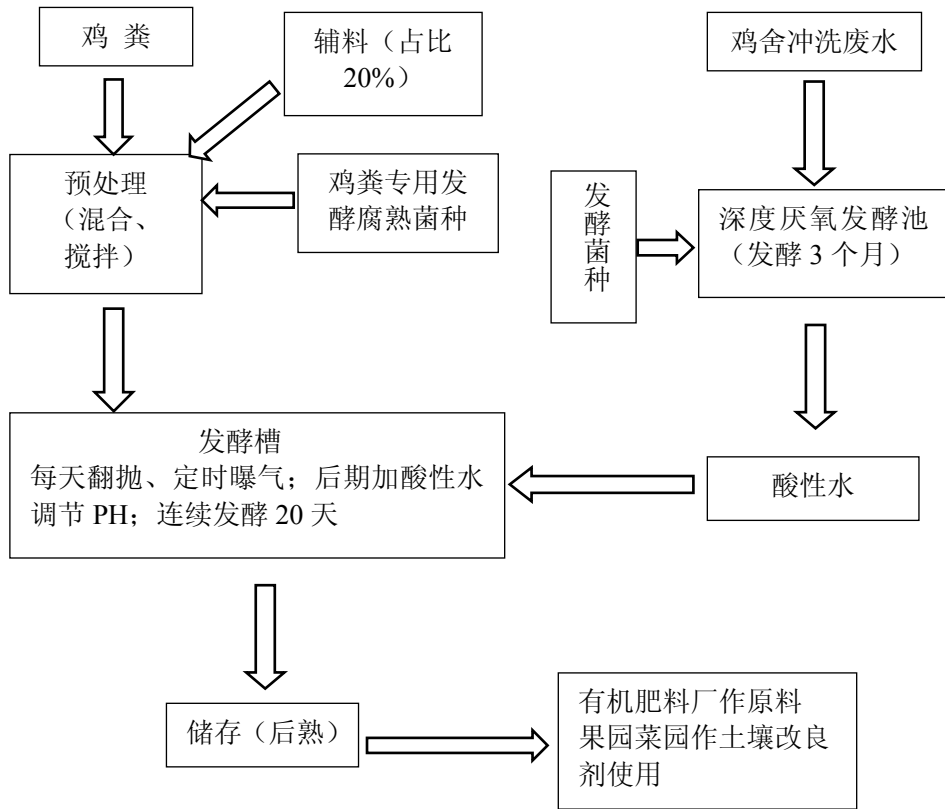 鸡 粪
辅料（占比
20%）
鸡舍冲洗废水
预处理
（混合、
搅拌）
鸡粪专用发
酵腐熟菌种
发
酵
菌
种
深度厌氧发酵池
（发酵 3 个月）
发酵槽
每天翻抛、定时曝气；后期加酸性水
调节 PH；连续发酵 20 天
酸性水
储存（后熟）
有机肥料厂作原料
果园菜园作土壤改良
剂使用